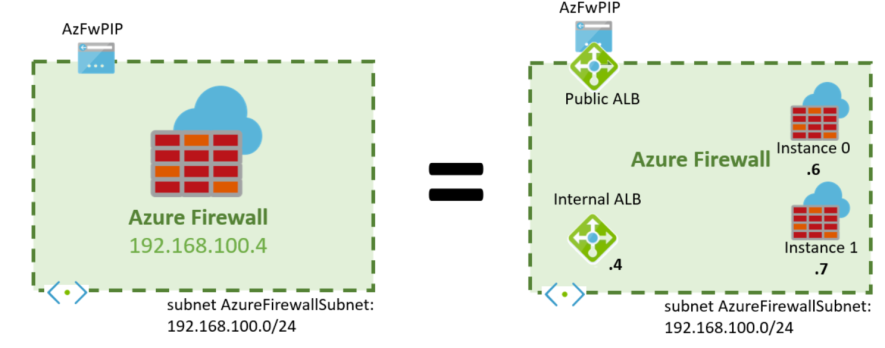 AzFwPIP
Azure Firewall
192.168.100.4
subnet AzureFirewallSubnet:
192.168.100.0/24
=
AzFwPIP
Public ALB
Azure Firewall
Instance 0
.6
Internal ALB
.4
Instance 1
.7
subnet AzureFirewallSubnet:
192.168.100.0/24